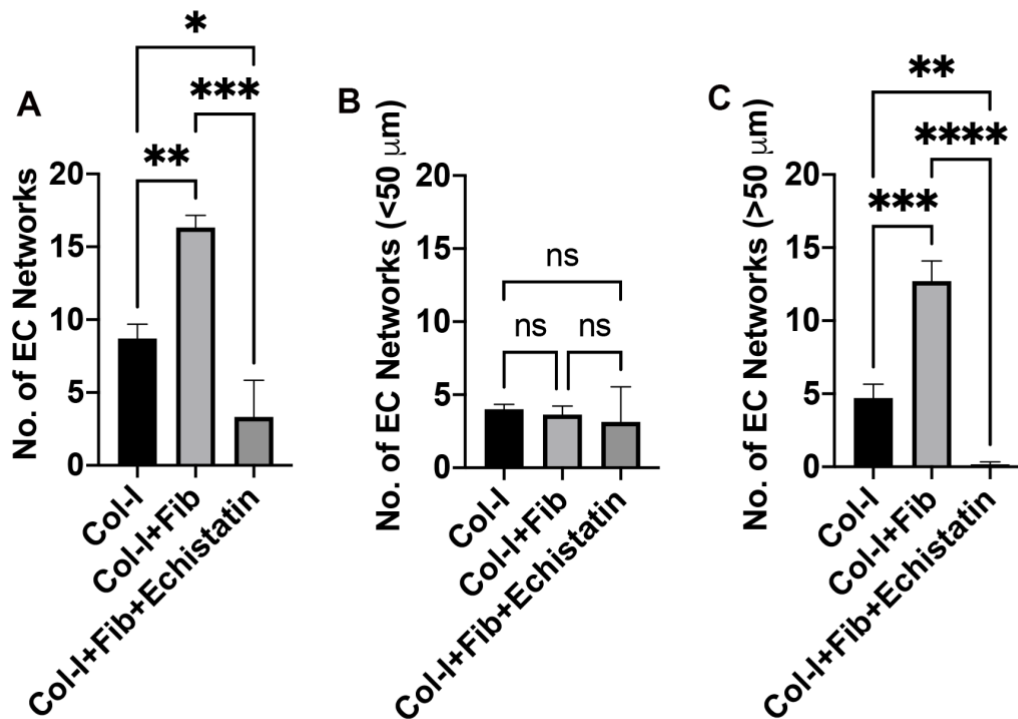 A
No. of EC Networks
20
15
10
5
0
*
***
**
Col-I
Col-I+Fib
Col-I+Fib+Echistatin
B
No. of EC Networks (<50 μm)
20
15
10
5
0
ns
ns
ns
Col-I
Col-I+Fib
Col-I+Fib+Echistatin
C
No. of EC Networks (>50 μm)
20
15
10
5
0
**
****
***
Col-I
Col-I+Fib
Col-I+Fib+Echistatin